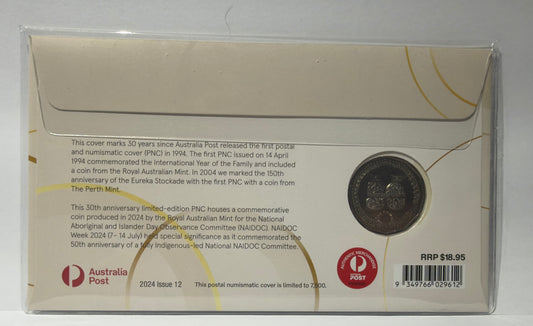 This cover marks 30 years since Australia Post released the first postal
and numismatic cover (PNC) in 1994. The first PNC issued on 14 April
1994 commemorated the International Year of the Family and included
a coin from the Royal Australian Mint. In 2004 we marked the 150th
anniversary of the Eureka Stockade with the first PNC with a coin from
The Perth Mint.
This 30th anniversary limited-edition PNC houses a commemorative
coin produced in 2024 by the Royal Australian Mint for the National
Aboriginal and Islander Day Observance Committee (NAIDOC). NAIDOC
Week 2024 (7– 14 July) held special significance as it commemorated the
50th anniversary of a fully Indigenous-led National NAIDOC Committee.
RRP $18.95
Australia
Post
2024 Issue 12
This postal numismatic cover is limited to 7,500.
AUTHENTIC MERCHANDISE
POST
9 349766 029612